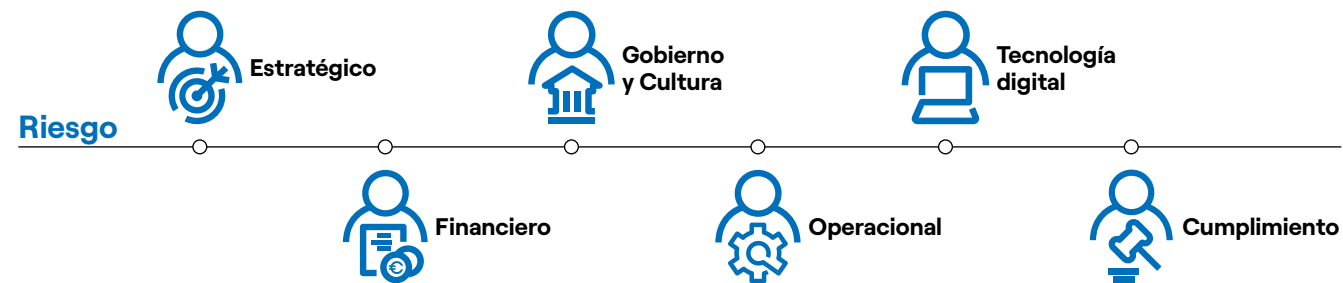 Riesgo
Estratégico
Financiero
Gobierno
y Cultura
Operacional
Tecnología
digital
Cumplimiento